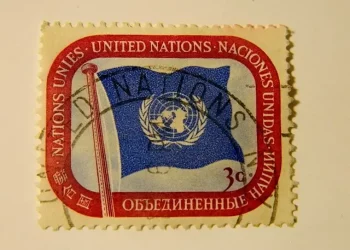 NATIONS UNIES · UNITED NATIONS · NACIONES UNIDAS ·
ОБЪЕДИНЕННЫЕ НАЦИИ
3c
NATIONS